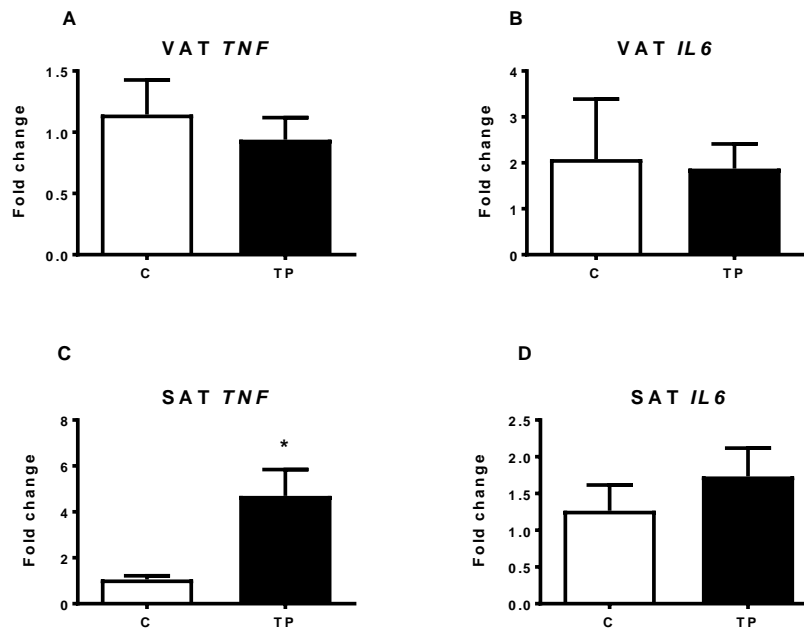 A
VAT TNF
Fold change
1.5
1.0
0.5
0.0
C
TP
B
VAT IL6
Fold change
4
3
2
1
0
C
TP
C
SAT TNF
Fold change
8
6
4
2
0
*
C
TP
D
SAT IL6
Fold change
2.5
2.0
1.5
1.0
0.5
0.0
C
TP